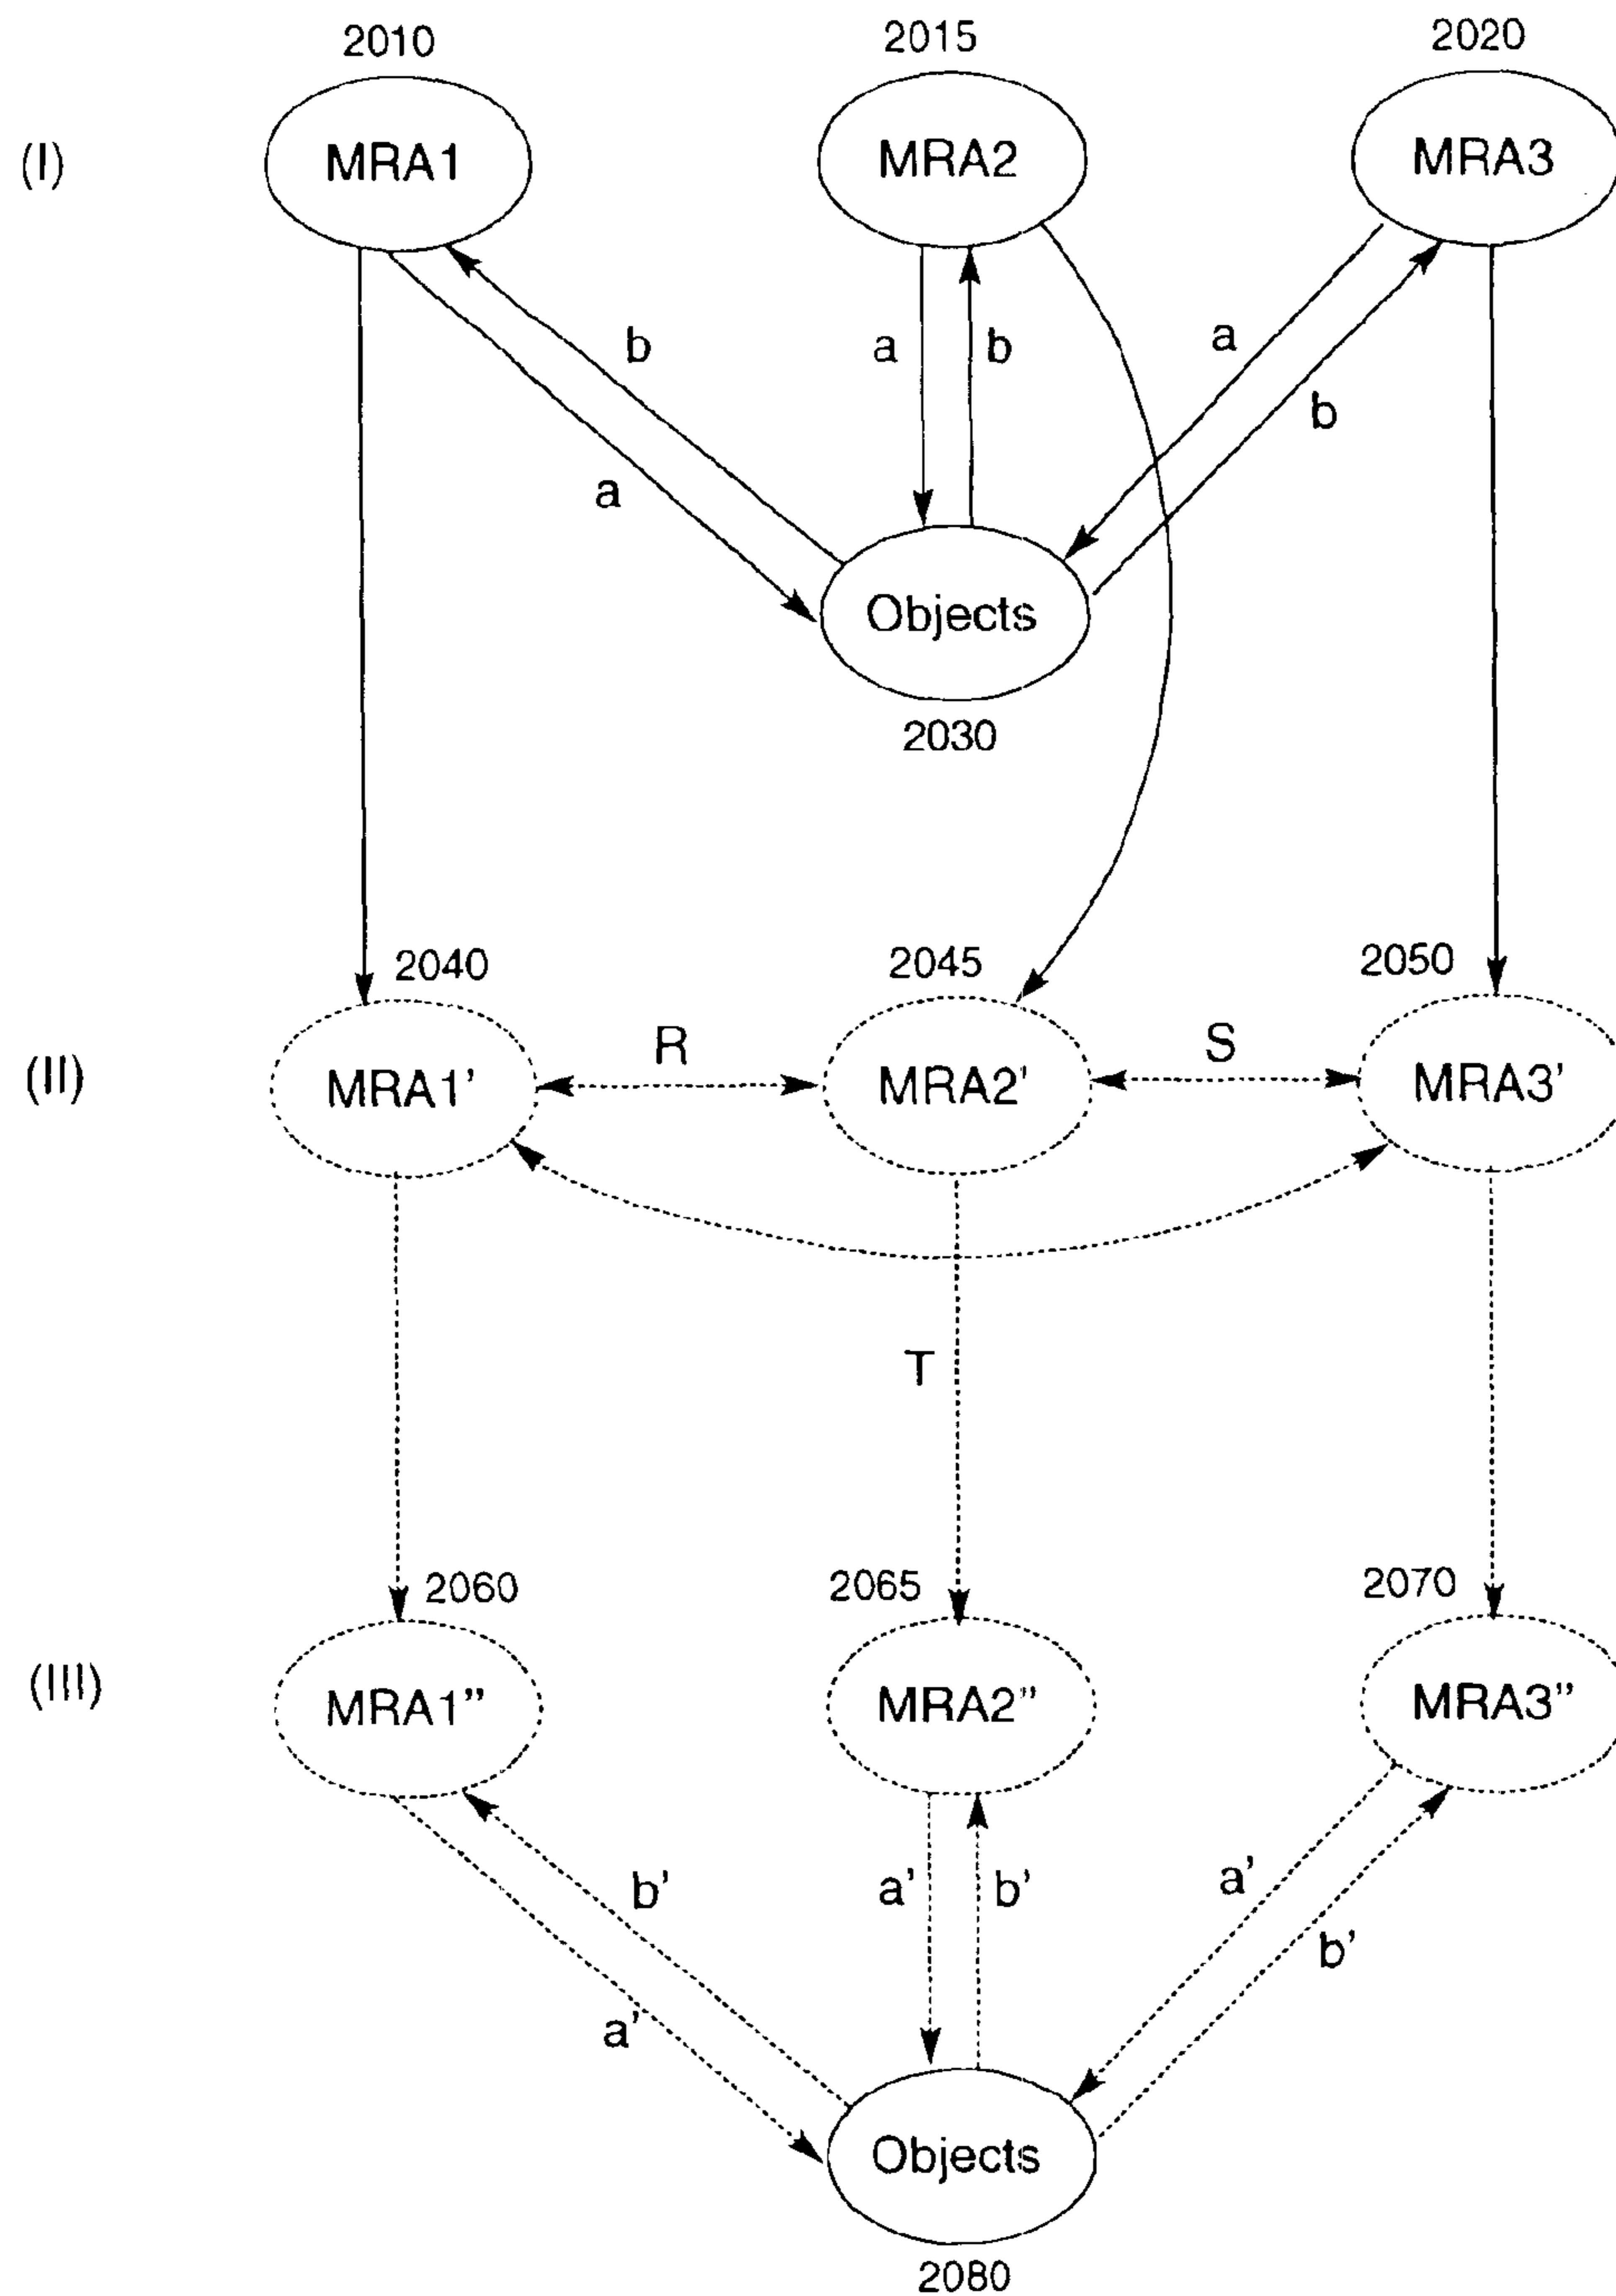 2010 2015 2020
(I) MRA1 MRA2 MRA3
b a b a
a b
Objects
2030
2040 2045 2050
R S
(II) MRA1’ MRA2' MRA3'
T
2060 2065 2070
(III) MRA1” MRA2” MRA3”
b’ a’ b’ a’
a’ b’
Objects
2080